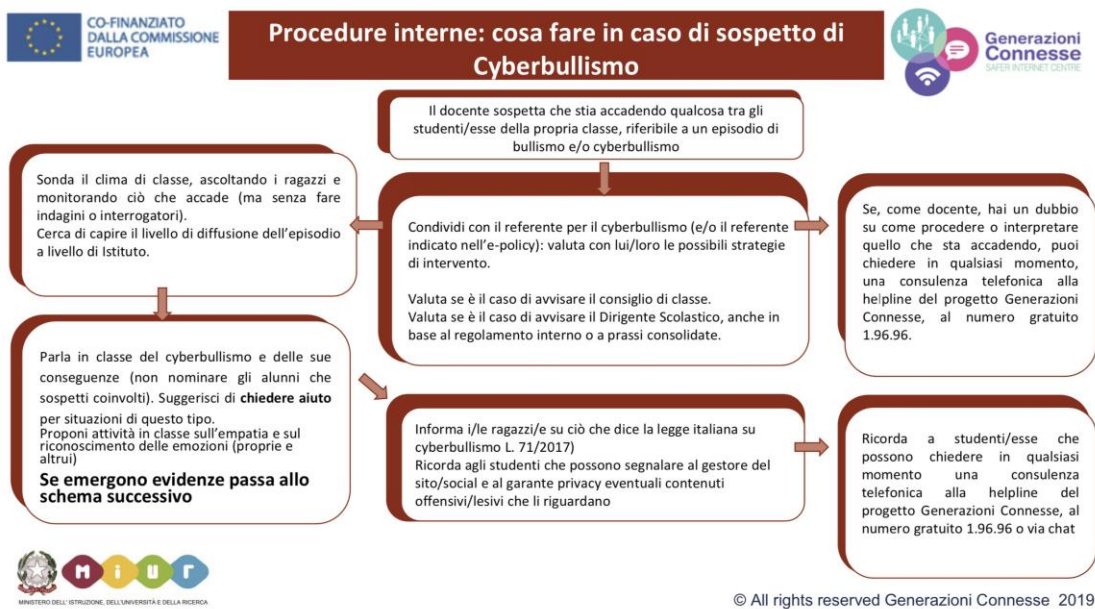 CO-FINANZIATO
DALLA COMMISSIONE
EUROPEA
Procedure interne: cosa fare in caso di sospetto di
Cyberbullismo
Generazioni
Connesse
SAFER INTERNET CENTRE
Il docente sospetta che stia accadendo qualcosa tra gli
studenti/esse della propria classe, riferibile a un episodio di
bullismo e/o cyberbullismo
Sonda il clima di classe, ascoltando i ragazzi e
monitorando ciò che accade (ma senza fare
indagini o interrogatori).
Cerca di capire il livello di diffusione dell'episodio
a livello di Istituto.
Condividi con il referente per il cyberbullismo (e/o il referente
indicato nell'e-policy): valuta con lui/loro le possibili strategie
di intervento.
Valuta se è il caso di avvisare il consiglio di classe.
Valuta se è il caso di avvisare il Dirigente Scolastico, anche in
base al regolamento interno o a prassi consolidate.
Se, come docente, hai un dubbio
su come procedere o interpretare
quello che sta accadendo, puoi
chiedere in qualsiasi momento,
una consulenza telefonica alla
helpline del progetto Generazioni
Connesse, al numero gratuito
1.96.96.
Parla in classe del cyberbullismo e delle sue
conseguenze (non nominare gli alunni che
sospetti coinvolti). Suggerisci di chiedere aiuto
per situazioni di questo tipo.
Proponi attività in classe sull'empatia e sul
riconoscimento delle emozioni (proprie e
altrui)
Se emergono evidenze passa allo
schema successivo
Informa i/le ragazzi/e su ciò che dice la legge italiana su
cyberbullismo L. 71/2017)
Ricorda agli studenti che possono segnalare al gestore del
sito/social e al garante privacy eventuali contenuti
offensivi/lesivi che li riguardano
Ricorda a studenti/esse che
possono chiedere in qualsiasi
momento una consulenza
telefonica alla helpline del
progetto Generazioni Connesse, al
numero gratuito 1.96.96 o via chat
miur
MINISTERO DELL' ISTRUZIONE, DELL'UNIVERSITÀ E DELLA RICERCA
© All rights reserved Generazioni Connesse 2019